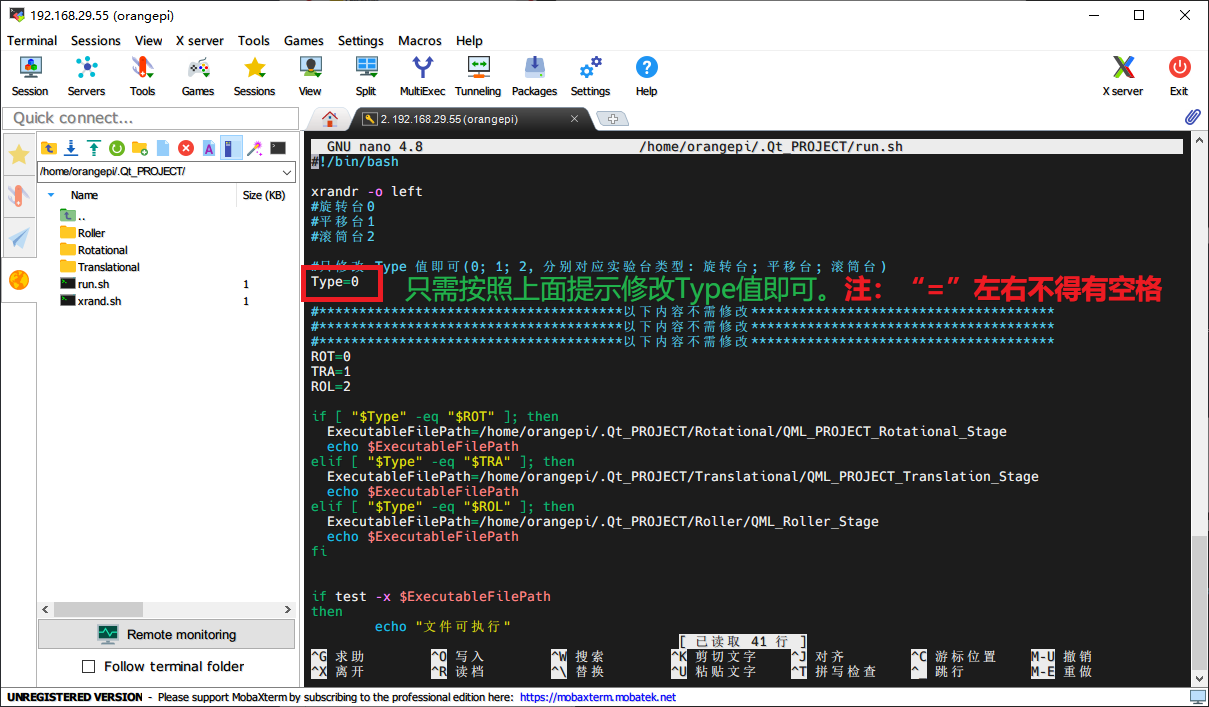 192.168.29.55 (orangepi)
Terminal Sessions View X server Tools Games Settings Macros Help
Session Servers Tools Games Sessions View Split MultiExec Tunneling Packages Settings Help X server Exit
Quick connect...
2. 192.168.29.55 (orangepi)
/home/orangepi/.Qt_PROJECT/
Name Size (KB)
..
Roller
Rotational
Translational
run.sh 1
xrand.sh 1
Remote monitoring
Follow terminal folder
GNU nano 4.8 /home/orangepi/.Qt_PROJECT/run.sh
#!/bin/bash
xrandr -o left
#旋转台0
#平移台1
#滚筒台2
#只修改 Type 值即可(0; 1; 2, 分别对应实验台类型: 旋转台; 平移台; 滚筒台)
Type=0
只需按照上面提示修改Type值即可。注：“=”左右不得有空格
#**************************************以下内容不需修改**************************************
#**************************************以下内容不需修改**************************************
#**************************************以下内容不需修改**************************************
ROT=0
TRA=1
ROL=2
if [ "$Type" -eq "$ROT" ]; then
ExecutableFilePath=/home/orangepi/.Qt_PROJECT/Rotational/QML_PROJECT_Rotational_Stage
echo $ExecutableFilePath
elif [ "$Type" -eq "$TRA" ]; then
ExecutableFilePath=/home/orangepi/.Qt_PROJECT/Translational/QML_PROJECT_Translation_Stage
echo $ExecutableFilePath
elif [ "$Type" -eq "$ROL" ]; then
ExecutableFilePath=/home/orangepi/.Qt_PROJECT/Roller/QML_Roller_Stage
echo $ExecutableFilePath
fi
if test -x $ExecutableFilePath
then
echo "文件可执行"
[ 已读取 41 行 ]
^G 求助 ^O 写入 ^W 搜索 ^K 剪切文字 ^J 对齐 ^C 游标位置 M-U 撤销
^X 离开 ^R 读档 ^\ 替换 ^U 粘贴文字 ^T 拼写检查 ^_ 跳行 M-E 重做
UNREGISTERED VERSION - Please support MobaXterm by subscribing to the professional edition here: https://mobaxterm.mobatek.net